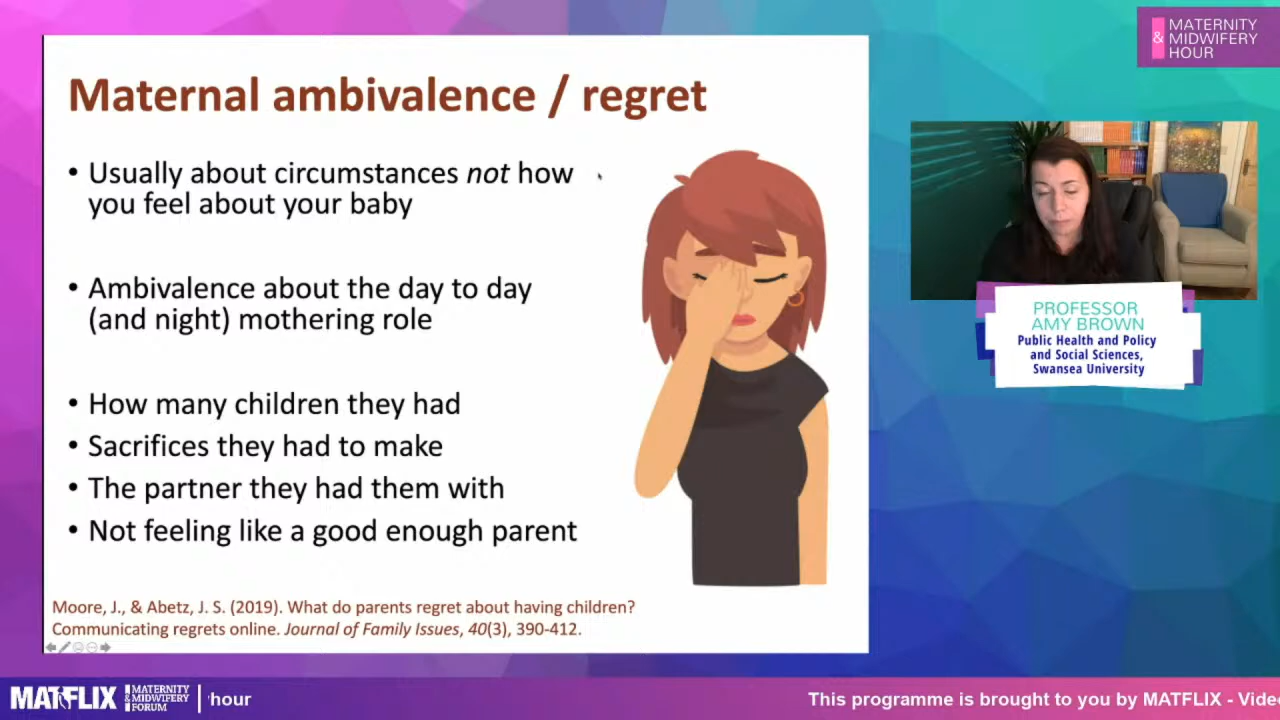 MATERNITY
& MIDWIFERY
HOUR
Maternal ambivalence / regret
• Usually about circumstances not how
you feel about your baby
• Ambivalence about the day to day
(and night) mothering role
• How many children they had
• Sacrifices they had to make
• The partner they had them with
• Not feeling like a good enough parent
Moore, J., & Abetz, J. S. (2019). What do parents regret about having children?
Communicating regrets online. Journal of Family Issues, 40(3), 390-412.
PROFESSOR
AMY BROWN
Public Health and Policy
and Social Sciences,
Swansea University
MATFLIX
MATERNITY
& MIDWIFERY
FORUM
hour
This programme is brought to you by MATFLIX - Vide